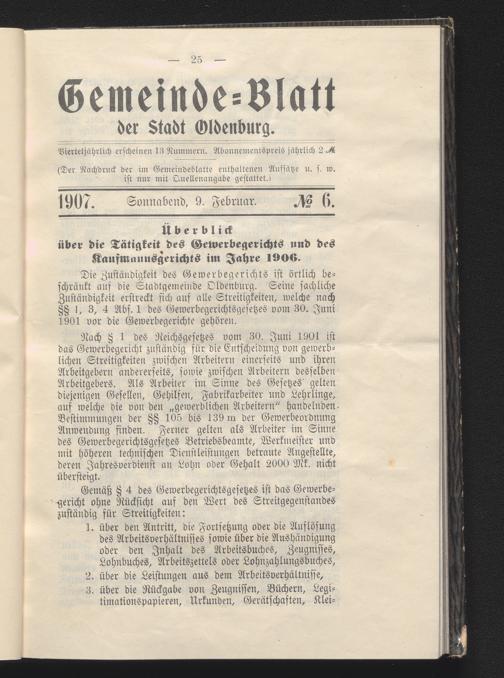 — 25 —
Gemeinde-Blatt
der Stadt Oldenburg.
Vierteljährlich erscheinen 13 Nummern. Abonnementspreis jährlich 2 ℳ
(Der Nachdruck der im Gemeindeblatte enthaltenen Aufsätze u. s. w.
ist nur mit Quellenangabe gestattet.)
1907. Sonnabend, 9. Februar. № 6.
Überblick
über die Tätigkeit des Gewerbegerichts und des
Kaufmannsgerichts im Jahre 1906.
Die Zuständigkeit des Gewerbegerichts ist örtlich be-
schränkt auf die Stadtgemeinde Oldenburg. Seine sachliche
Zuständigkeit erstreckt sich auf alle Streitigkeiten, welche nach
§§ 1, 3, 4 Abs. 1 des Gewerbegerichtsgesetzes vom 30. Juni
1901 vor die Gewerbegerichte gehören.
Nach § 1 des Reichsgesetzes vom 30. Juni 1901 ist
das Gewerbegericht zuständig für die Entscheidung von gewerb-
lichen Streitigkeiten zwischen Arbeitern einerseits und ihren
Arbeitgebern andererseits, sowie zwischen Arbeitern desselben
Arbeitgebers. Als Arbeiter im Sinne des Gesetzes gelten
diejenigen Gesellen, Gehilfen, Fabrikarbeiter und Lehrlinge,
auf welche die von den „gewerblichen Arbeitern“ handelnden
Bestimmungen der §§ 105 bis 139 m der Gewerbeordnung
Anwendung finden. Ferner gelten als Arbeiter im Sinne
des Gewerbegerichtsgesetzes Betriebsbeamte, Werkmeister und
mit höheren technischen Dienstleistungen betraute Angestellte,
deren Jahresverdienst an Lohn oder Gehalt 2000 Mk. nicht
übersteigt.
Gemäß § 4 des Gewerbegerichtsgesetzes ist das Gewerbe-
gericht ohne Rücksicht auf den Wert des Streitgegenstandes
zuständig für Streitigkeiten:
1. über den Antritt, die Fortsetzung oder die Auflösung
des Arbeitsverhältnisses sowie über die Aushändigung
oder den Inhalt des Arbeitsbuches, Zeugnisses,
Lohnbuches, Arbeitszettels oder Lohnzahlungsbuches,
2. über die Leistungen aus dem Arbeitsverhältnisse,
3. über die Rückgabe von Zeugnissen, Büchern, Legi-
timationspapieren, Urkunden, Gerätschaften, Klei-